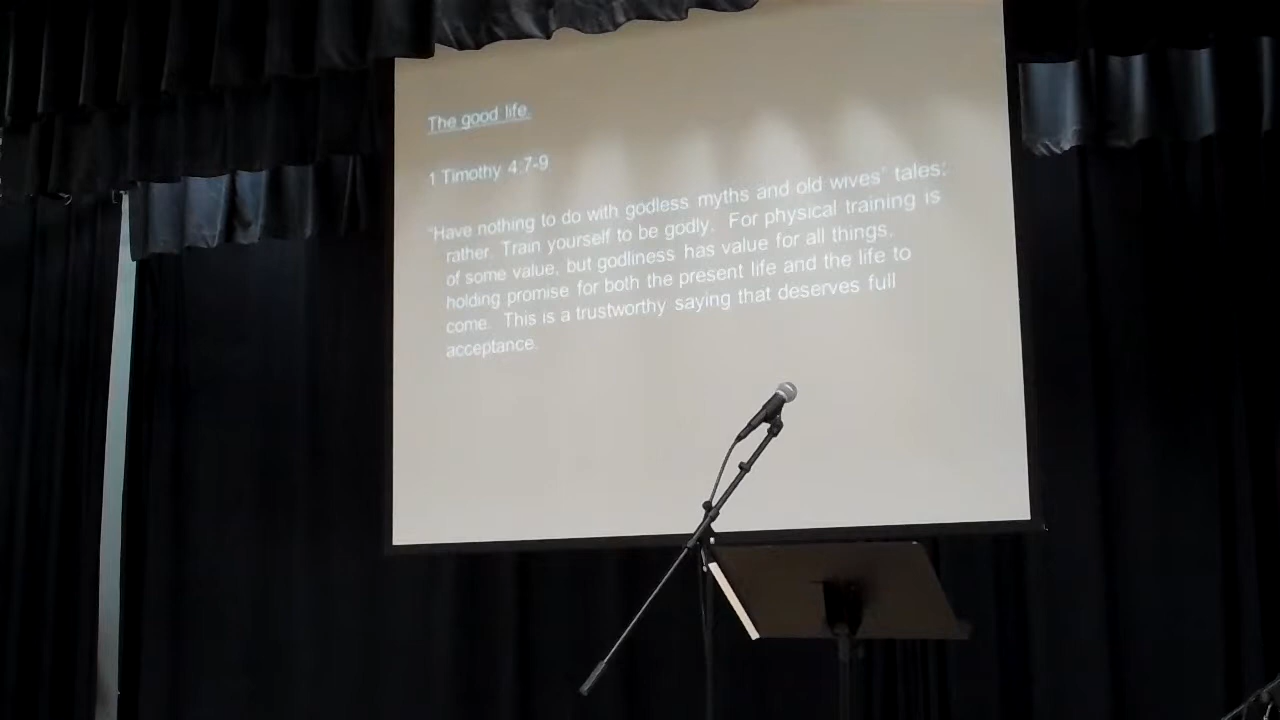 The good life.
1 Timothy 4:7-9
"Have nothing to do with godless myths and old wives' tales;
rather. Train yourself to be godly. For physical training is
of some value, but godliness has value for all things,
holding promise for both the present life and the life to
come. This is a trustworthy saying that deserves full
acceptance.